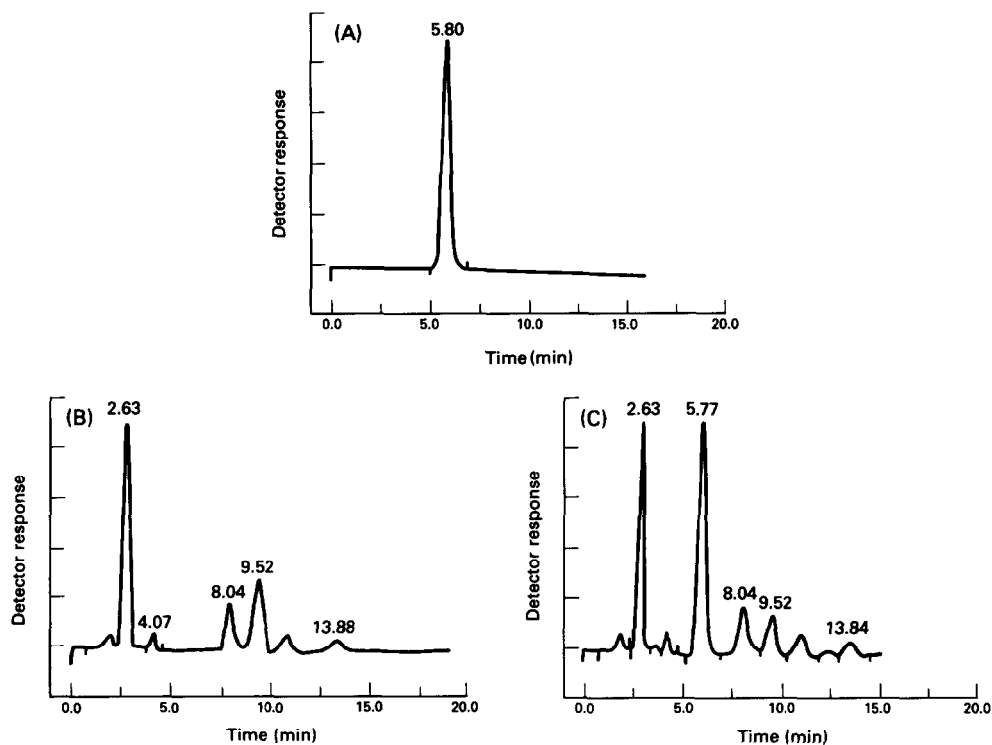 (A)
5.80
Detector response
0.0 5.0 10.0 15.0 20.0
Time (min)
(B)
2.63
4.07
8.04
9.52
13.88
Detector response
0.0 5.0 10.0 15.0 20.0
Time (min)
(C)
2.63
5.77
8.04
9.52
13.84
Detector response
0.0 5.0 10.0 15.0 20.0
Time (min)